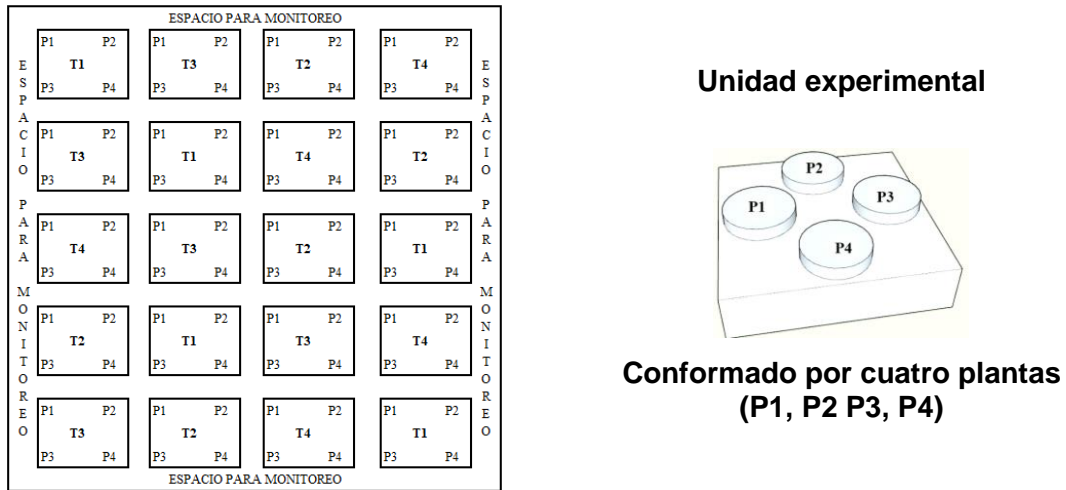 ESPACIO PARA MONITOREO
P1 P2 P1 P2 P1 P2 P1 P2
T1 T3 T2 T4
P3 P4 P3 P4 P3 P4 P3 P4
P1 P2 P1 P2 P1 P2 P1 P2
T3 T1 T4 T2
P3 P4 P3 P4 P3 P4 P3 P4
P1 P2 P1 P2 P1 P2 P1 P2
T4 T3 T2 T1
P3 P4 P3 P4 P3 P4 P3 P4
P1 P2 P1 P2 P1 P2 P1 P2
T2 T1 T3 T4
P3 P4 P3 P4 P3 P4 P3 P4
P1 P2 P1 P2 P1 P2 P1 P2
T3 T2 T4 T1
P3 P4 P3 P4 P3 P4 P3 P4
ESPACIO PARA MONITOREO
ESPACIO PARA MONITOREO
ESPACIO PARA MONITOREO
Unidad experimental
P2
P1 P3
P4
Conformado por cuatro plantas
(P1, P2 P3, P4)